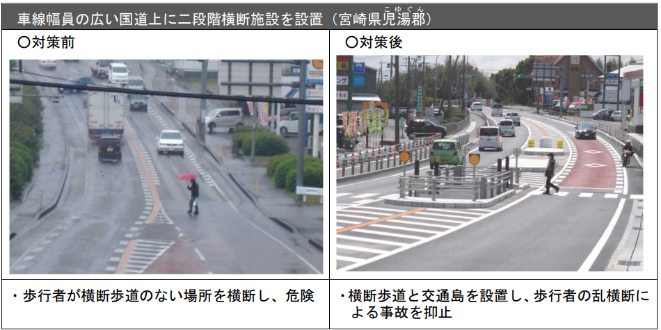 車線幅員の広い国道上に二段階横断施設を設置（宮崎県児湯郡）
こゆぐん
〇対策前
〇対策後
・歩行者が横断歩道のない場所を横断し、危険
・横断歩道と交通島を設置し、歩行者の乱横断に
よる事故を抑止